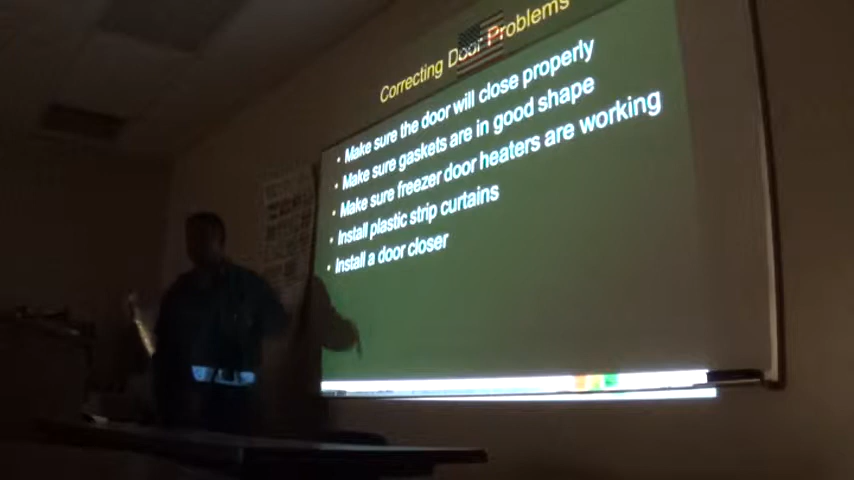 Correcting Door Problems
• Make sure the door will close properly
• Make sure gaskets are in good shape
• Make sure freezer door heaters are working
• Install plastic strip curtains
• Install a door closer